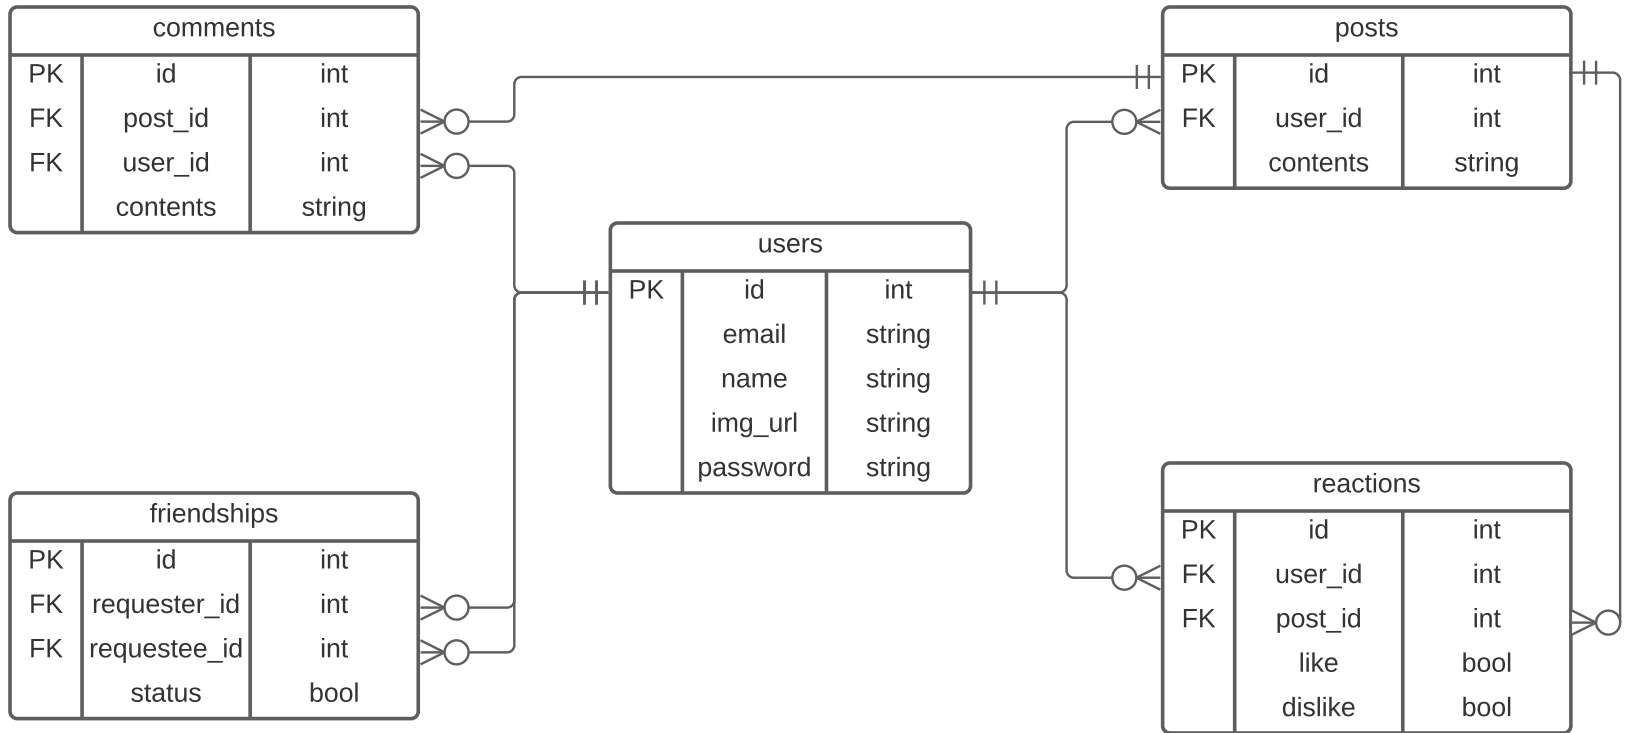 comments
PK id int
FK post_id int
FK user_id int
contents string
posts
PK id int
FK user_id int
contents string
users
PK id int
email string
name string
img_url string
password string
friendships
PK id int
FK requester_id int
FK requestee_id int
status bool
reactions
PK id int
FK user_id int
FK post_id int
like bool
dislike bool